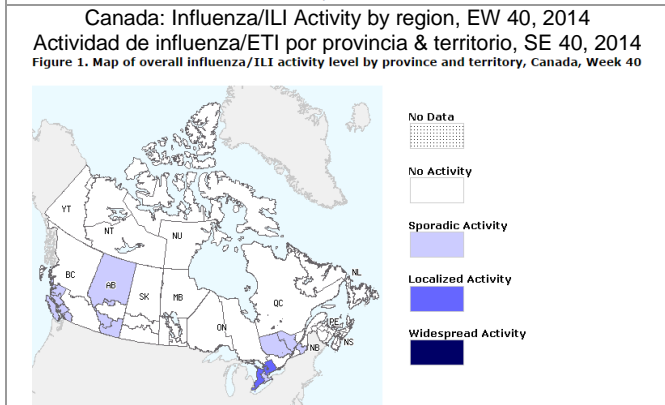 Canada: Influenza/ILI Activity by region, EW 40, 2014
Actividad de influenza/ETI por provincia & territorio, SE 40, 2014
Figure 1. Map of overall influenza/ILI activity level by province and territory, Canada, Week 40
No Data
No Activity
Sporadic Activity
Localized Activity
Widespread Activity
YT
NT
NU
BC
AB
SK
MB
ON
QC
NL
PE
NB
NS